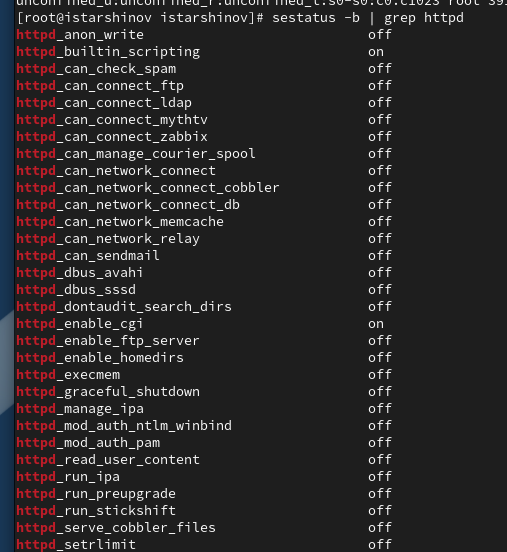 [root@istarshinov istarshinov]# sestatus -b | grep httpd
httpd_anon_write off
httpd_builtin_scripting on
httpd_can_check_spam off
httpd_can_connect_ftp off
httpd_can_connect_ldap off
httpd_can_connect_mythtv off
httpd_can_connect_zabbix off
httpd_can_manage_courier_spool off
httpd_can_network_connect off
httpd_can_network_connect_cobbler off
httpd_can_network_connect_db off
httpd_can_network_memcache off
httpd_can_network_relay off
httpd_can_sendmail off
httpd_dbus_avahi off
httpd_dbus_sssd off
httpd_dontaudit_search_dirs off
httpd_enable_cgi on
httpd_enable_ftp_server off
httpd_enable_homedirs off
httpd_execmem off
httpd_graceful_shutdown off
httpd_manage_ipa off
httpd_mod_auth_ntlm_winbind off
httpd_mod_auth_pam off
httpd_read_user_content off
httpd_run_ipa off
httpd_run_preupgrade off
httpd_run_stickshift off
httpd_serve_cobbler_files off
httpd_setrlimit off